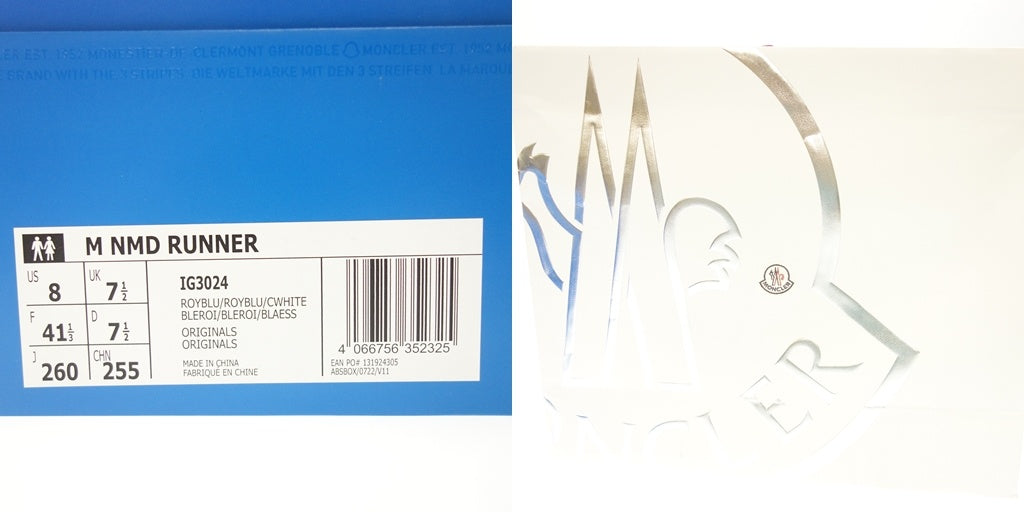 LER EST. 1952 MONESTIER-DE-CLERMONT GRENOBLE MONCLER EST. 1952 MO
E BRAND WITH THE 3 STRIPES DIE WELTMARKE MIT DEN 3 STREIFEN LA MARQUE
M NMD RUNNER
US 8 UK 7½
F 41⅓ D 7½
J 260 CHN 255
IG3024
ROYBLU/ROYBLU/CWHITE
BLEROI/BLEROI/BLAESS
ORIGINALS
ORIGINALS
MADE IN CHINA
FABRIQUE EN CHINE
4 066756 352325
EAN PO# 131924305
ABSBOX/0722/V11
M
MONCLER
NCLER